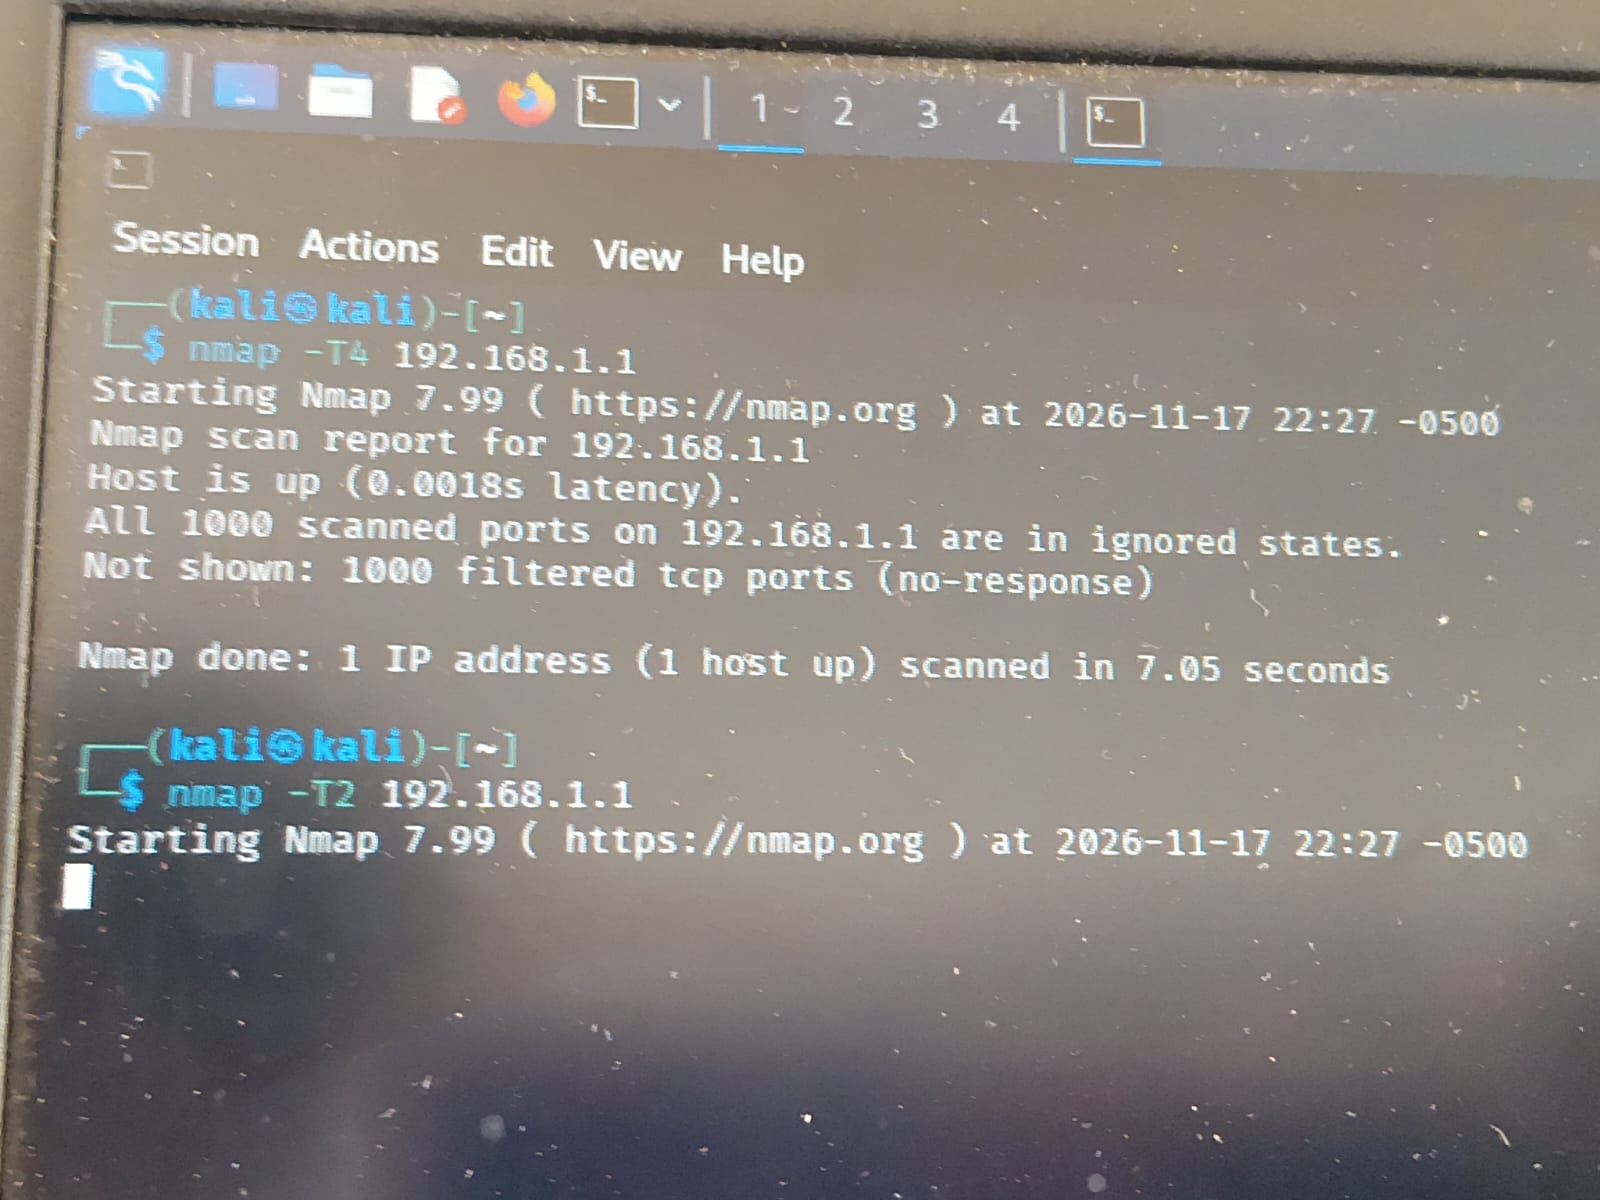 1 2 3 4
Session Actions Edit View Help
┌──(kali㉿kali)-[~]
└─$ nmap -T4 192.168.1.1
Starting Nmap 7.99 ( https://nmap.org ) at 2026-11-17 22:27 -0500
Nmap scan report for 192.168.1.1
Host is up (0.0018s latency).
All 1000 scanned ports on 192.168.1.1 are in ignored states.
Not shown: 1000 filtered tcp ports (no-response)
Nmap done: 1 IP address (1 host up) scanned in 7.05 seconds
┌──(kali㉿kali)-[~]
└─$ nmap -T2 192.168.1.1
Starting Nmap 7.99 ( https://nmap.org ) at 2026-11-17 22:27 -0500